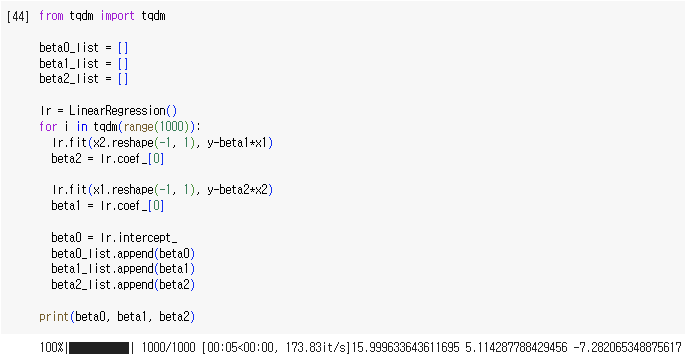 [44] from tqdm import tqdm
beta0_list = []
beta1_list = []
beta2_list = []
lr = LinearRegression()
for i in tqdm(range(1000)):
lr.fit(x2.reshape(-1, 1), y-beta1*x1)
beta2 = lr.coef_[0]
lr.fit(x1.reshape(-1, 1), y-beta2*x2)
beta1 = lr.coef_[0]
beta0 = lr.intercept_
beta0_list.append(beta0)
beta1_list.append(beta1)
beta2_list.append(beta2)
print(beta0, beta1, beta2)
100%|██████████| 1000/1000 [00:05<00:00, 173.83it/s]15.999633643611695 5.114287788429456 -7.282065348875617